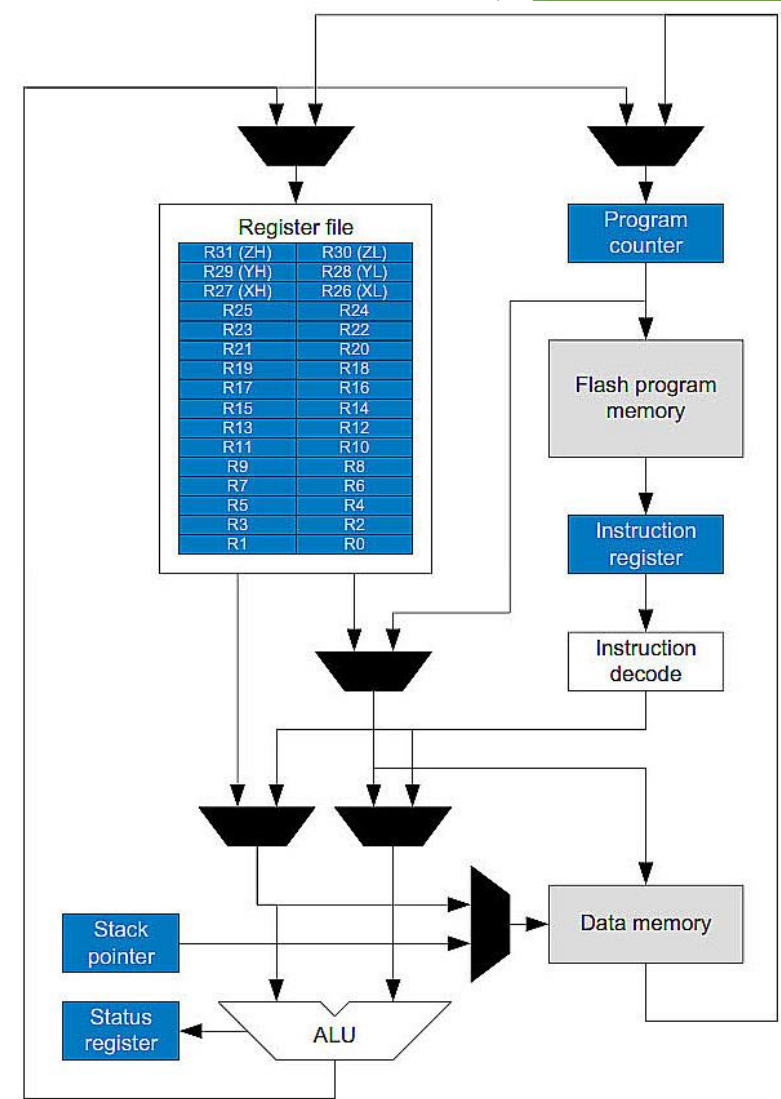 Register file
R31 (ZH) R30 (ZL)
R29 (YH) R28 (YL)
R27 (XH) R26 (XL)
R25 R24
R23 R22
R21 R20
R19 R18
R17 R16
R15 R14
R13 R12
R11 R10
R9 R8
R7 R6
R5 R4
R3 R2
R1 R0
Program
counter
Flash program
memory
Instruction
register
Instruction
decode
Stack
pointer
Data memory
Status
register
ALU